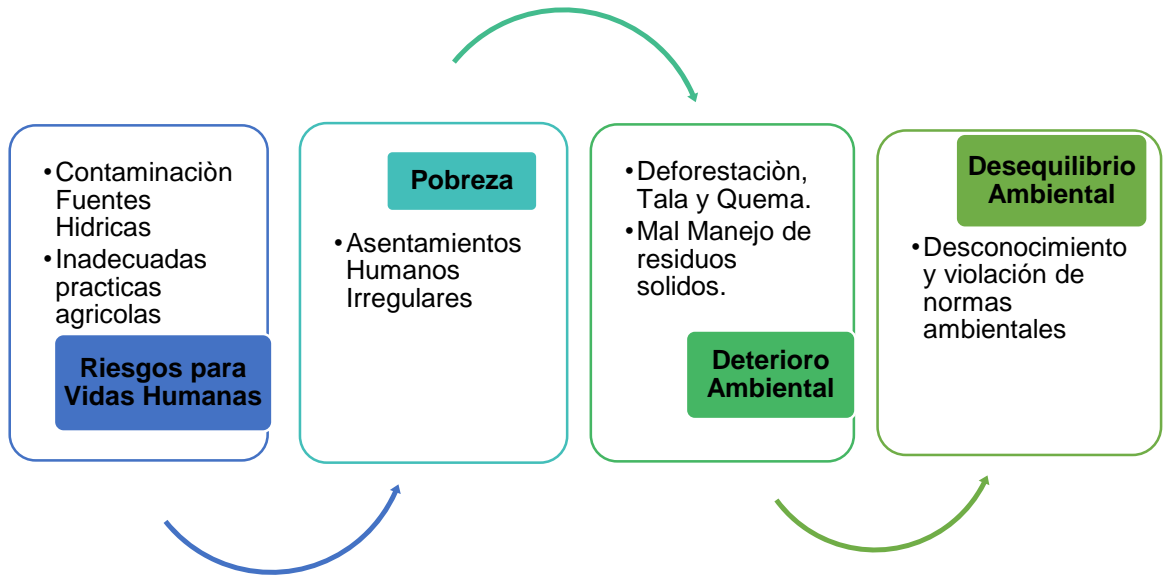 •Contaminaciòn
Fuentes
Hidricas
•Inadecuadas
practicas
agricolas
Riesgos para
Vidas Humanas
Pobreza
•Asentamientos
Humanos
Irregulares
•Deforestaciòn,
Tala y Quema.
•Mal Manejo de
residuos
solidos.
Deterioro
Ambiental
Desequilibrio
Ambiental
•Desconocimiento
y violación de
normas
ambientales